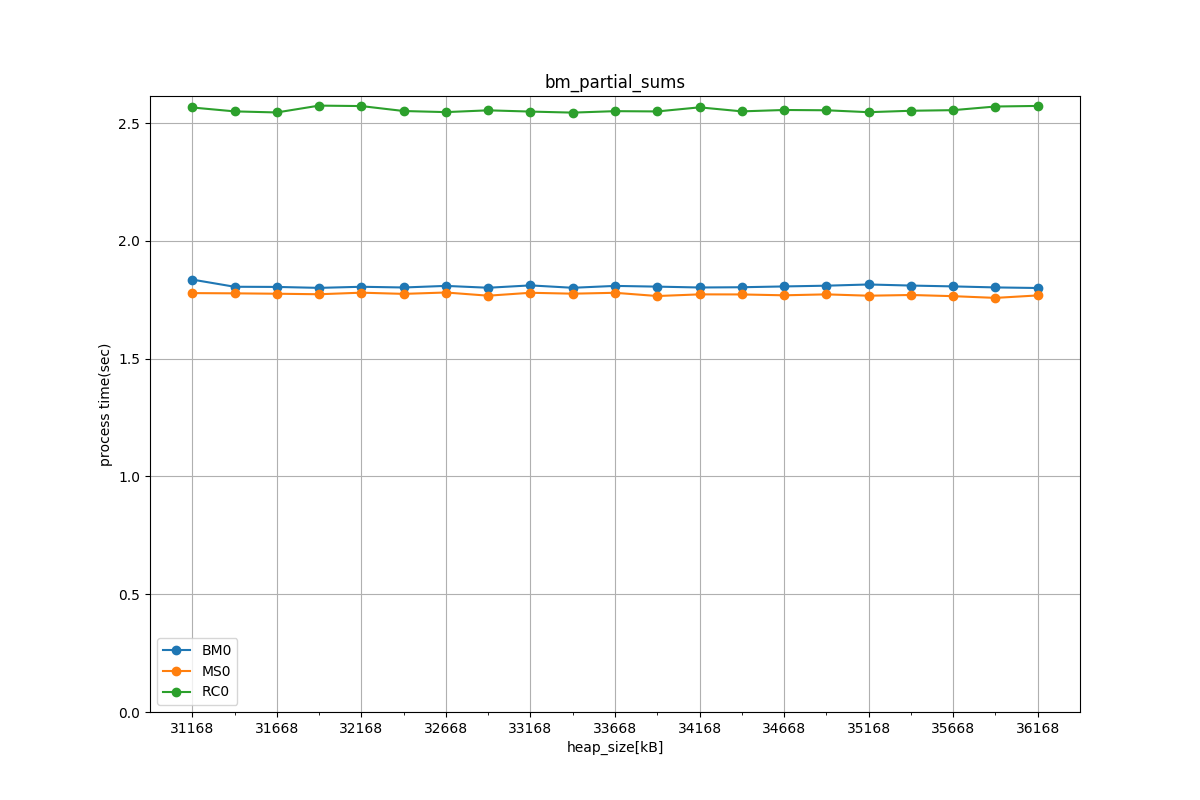 bm_partial_sums
process time(sec)
2.5
2.0
1.5
1.0
0.5
0.0
BM0
MS0
RC0
31168 31668 32168 32668 33168 33668 34168 34668 35168 35668 36168
heap_size[kB]